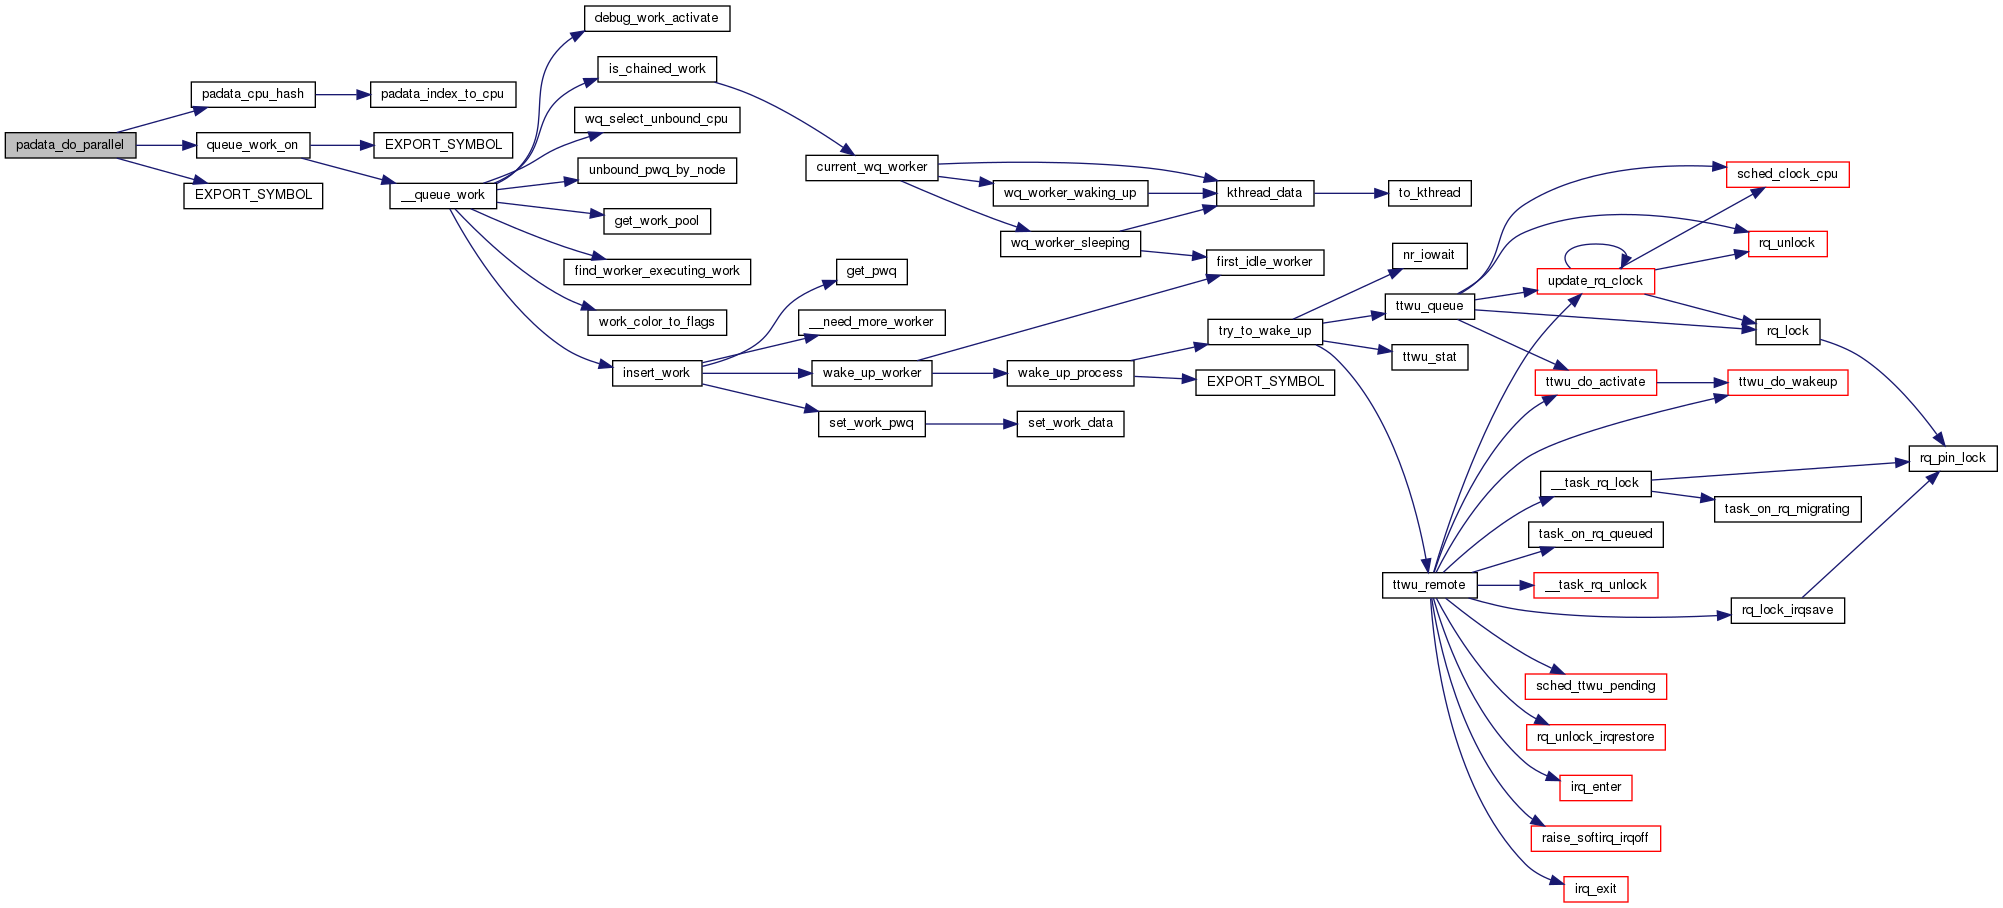 padata_do_parallel
padata_cpu_hash
padata_index_to_cpu
queue_work_on
EXPORT_SYMBOL
EXPORT_SYMBOL
__queue_work
debug_work_activate
is_chained_work
wq_select_unbound_cpu
unbound_pwq_by_node
get_work_pool
find_worker_executing_work
work_color_to_flags
insert_work
current_wq_worker
wq_worker_waking_up
wq_worker_sleeping
kthread_data
to_kthread
first_idle_worker
get_pwq
__need_more_worker
wake_up_worker
set_work_pwq
set_work_data
wake_up_process
try_to_wake_up
EXPORT_SYMBOL
nr_iowait
ttwu_queue
ttwu_stat
ttwu_remote
sched_clock_cpu
rq_unlock
update_rq_clock
rq_lock
ttwu_do_activate
ttwu_do_wakeup
rq_pin_lock
__task_rq_lock
task_on_rq_migrating
task_on_rq_queued
__task_rq_unlock
rq_lock_irqsave
sched_ttwu_pending
rq_unlock_irqrestore
irq_enter
raise_softirq_irqoff
irq_exit